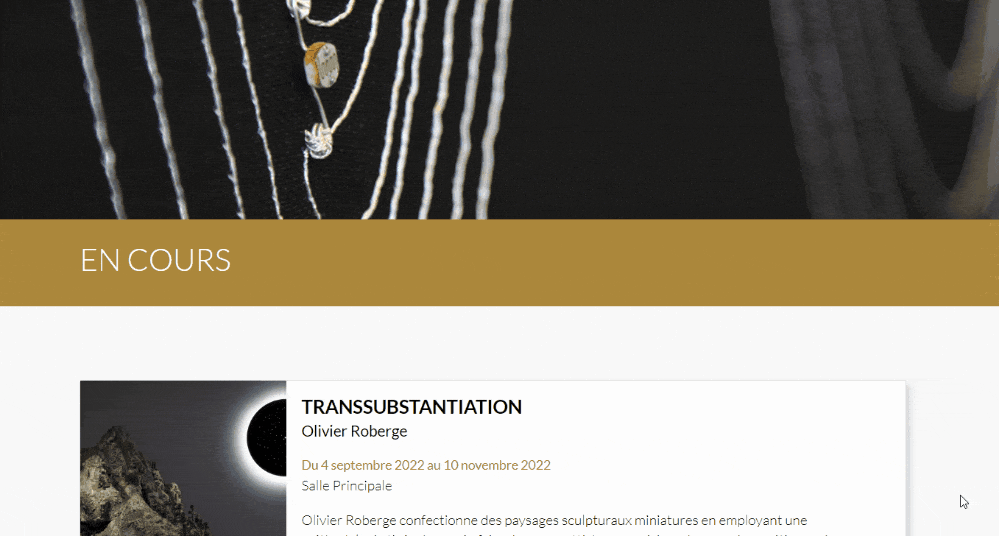 EN COURS
TRANSSUBSTANTIATION
Olivier Roberge
Du 4 septembre 2022 au 10 novembre 2022
Salle Principale
Olivier Roberge confectionne des paysages sculpturaux miniatures en employant une